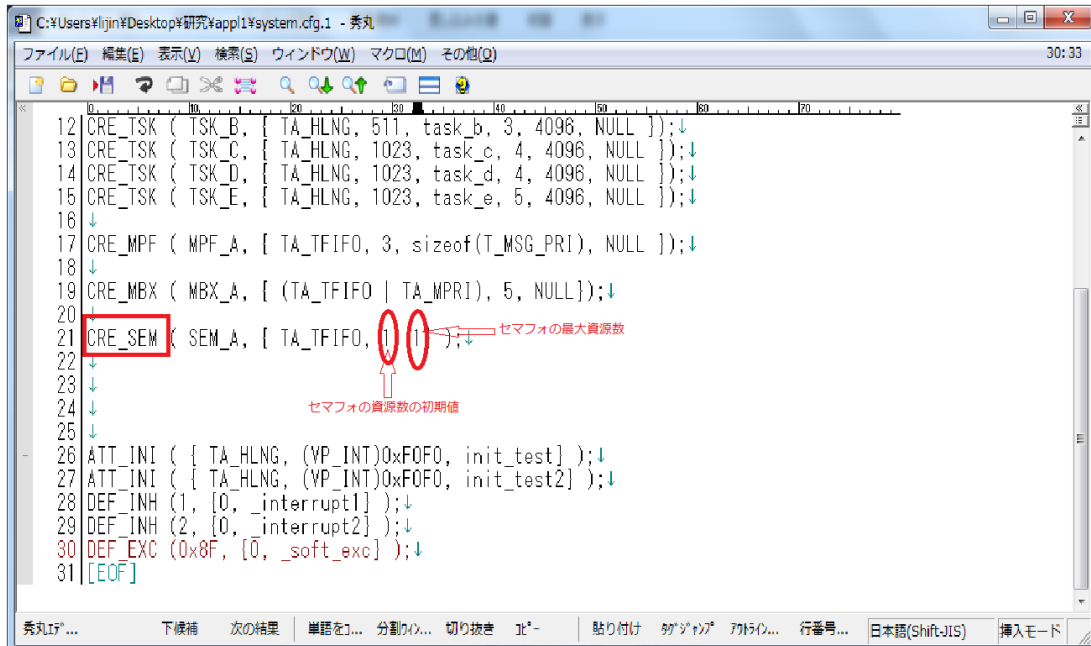 C:¥Users¥lijin¥Desktop¥研究¥appl1¥system.cfg.1 - 秀丸
ファイル(F) 編集(E) 表示(V) 検索(S) ウィンドウ(W) マクロ(M) その他(O) 30:33
0 10 20 30 40 50 60 70
12 CRE_TSK ( TSK_B, { TA_HLNG, 511, task_b, 3, 4096, NULL });↓
13 CRE_TSK ( TSK_C, { TA_HLNG, 1023, task_c, 4, 4096, NULL });↓
14 CRE_TSK ( TSK_D, { TA_HLNG, 1023, task_d, 4, 4096, NULL });↓
15 CRE_TSK ( TSK_E, { TA_HLNG, 1023, task_e, 5, 4096, NULL });↓
16 ↓
17 CRE_MPF ( MPF_A, { TA_TFIFO, 3, sizeof(T_MSG_PRI), NULL });↓
18 ↓
19 CRE_MBX ( MBX_A, { (TA_TFIFO | TA_MPRI), 5, NULL});↓
20 ↓
21 CRE_SEM ( SEM_A, { TA_TFIFO, 1 1 );↓ セマフォの最大資源数
22 ↓
23 ↓
24 ↓ セマフォの資源数の初期値
25 ↓
26 ATT_INI ( { TA_HLNG, (VP_INT)0xF0F0, init_test} );↓
27 ATT_INI ( { TA_HLNG, (VP_INT)0xF0F0, init_test2} );↓
28 DEF_INH (1, {0, _interrupt1} );↓
29 DEF_INH (2, {0, _interrupt2} );↓
30 DEF_EXC (0x8F, {0, _soft_exc} );↓
31 [EOF]
秀丸ｴﾃﾞ... 下候補 次の結果 単語をｺ... 分割ｳｨﾝ... 切り抜き ｺﾋﾟｰ 貼り付け ﾀｸﾞｼﾞｬﾝﾌﾟ ｱｳﾄﾗｲﾝ... 行番号... 日本語(Shift-JIS) 挿入モード